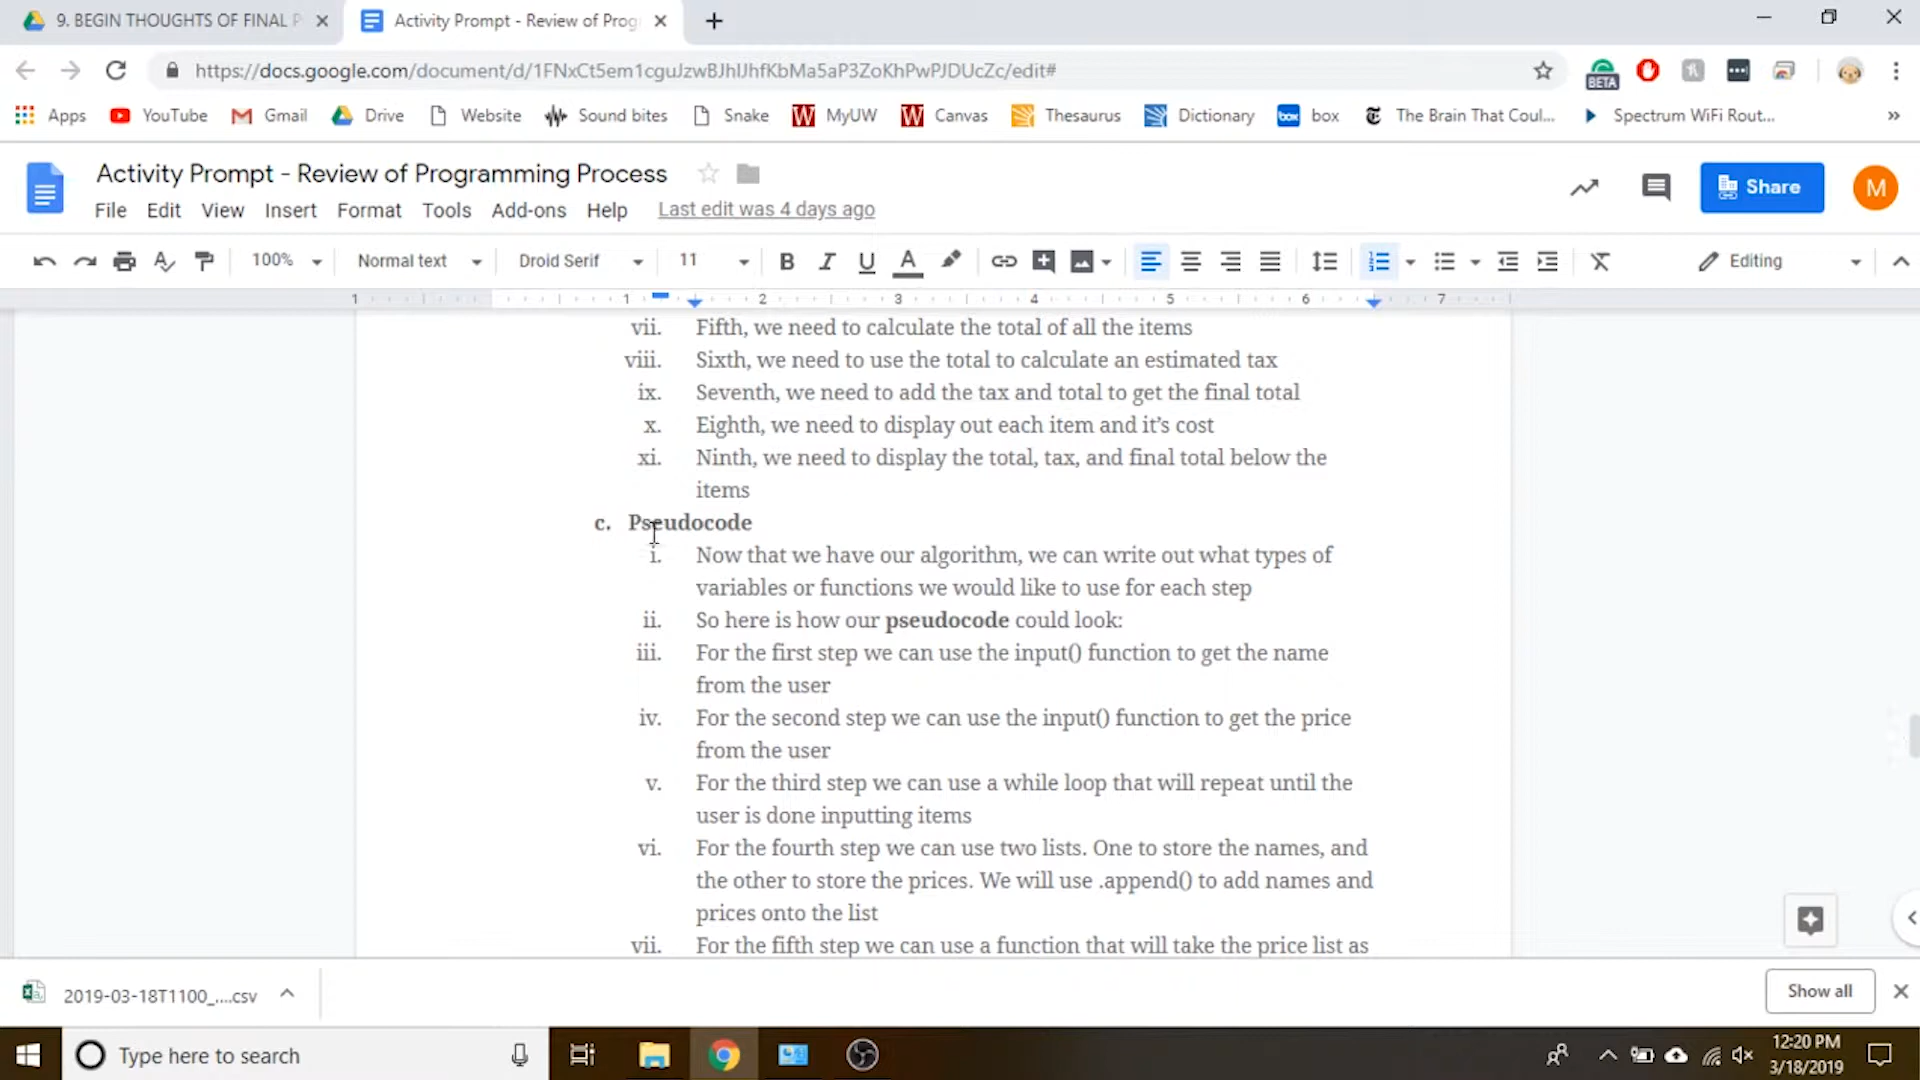 9. BEGIN THOUGHTS OF FINAL P
Activity Prompt - Review of Prog
https://docs.google.com/document/d/1FNxCt5em1cguJzwBJhIJhfKbMa5aP3ZoKhPwPJDUcZc/edit#
BETA
Apps YouTube Gmail Drive Website Sound bites Snake MyUW Canvas Thesaurus Dictionary box The Brain That Coul... Spectrum WiFi Rout... »
Activity Prompt - Review of Programming Process
Share
M
File Edit View Insert Format Tools Add-ons Help Last edit was 4 days ago
100% Normal text Droid Serif 11 B I U A Editing
1 1 2 3 4 5 6 7
vii. Fifth, we need to calculate the total of all the items
viii. Sixth, we need to use the total to calculate an estimated tax
ix. Seventh, we need to add the tax and total to get the final total
x. Eighth, we need to display out each item and it's cost
xi. Ninth, we need to display the total, tax, and final total below the
items
c. Pseudocode
i. Now that we have our algorithm, we can write out what types of
variables or functions we would like to use for each step
ii. So here is how our pseudocode could look:
iii. For the first step we can use the input() function to get the name
from the user
iv. For the second step we can use the input() function to get the price
from the user
v. For the third step we can use a while loop that will repeat until the
user is done inputting items
vi. For the fourth step we can use two lists. One to store the names, and
the other to store the prices. We will use .append() to add names and
prices onto the list
vii. For the fifth step we can use a function that will take the price list as
2019-03-18T1100_....csv
Show all
Type here to search
12:20 PM
3/18/2019